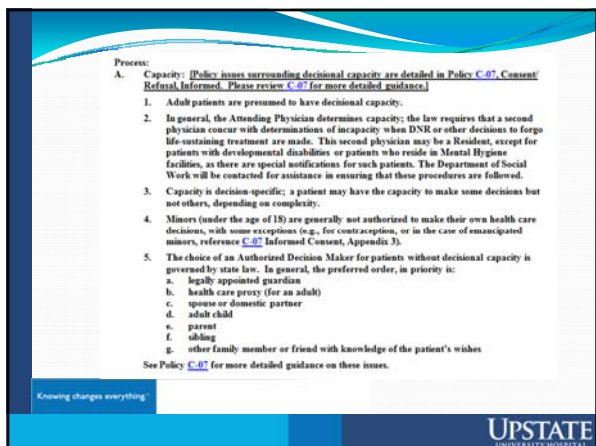 Process:
A. Capacity: [Policy issues surrounding decisional capacity are detailed in Policy C-07, Consent/
Refusal, Informed. Please review C-07 for more detailed guidance.]
1. Adult patients are presumed to have decisional capacity.
2. In general, the Attending Physician determines capacity; the law requires that a second
physician concur with determinations of incapacity when DNR or other decisions to forgo
life-sustaining treatment are made. This second physician may be a Resident, except for
patients with developmental disabilities or patients who reside in Mental Hygiene
facilities, as there are special notifications for such patients. The Department of Social
Work will be contacted for assistance in ensuring that these procedures are followed.
3. Capacity is decision-specific; a patient may have the capacity to make some decisions but
not others, depending on complexity.
4. Minors (under the age of 18) are generally not authorized to make their own health care
decisions, with some exceptions (e.g., for contraception, or in the case of emancipated
minors, reference C-07 Informed Consent, Appendix 3).
5. The choice of an Authorized Decision Maker for patients without decisional capacity is
governed by state law. In general, the preferred order, in priority is:
a. legally appointed guardian
b. health care proxy (for an adult)
c. spouse or domestic partner
d. adult child
e. parent
f. sibling
g. other family member or friend with knowledge of the patient's wishes
See Policy C-07 for more detailed guidance on these issues.
Knowing changes everything.
UPSTATE
UNIVERSITY HOSPITAL